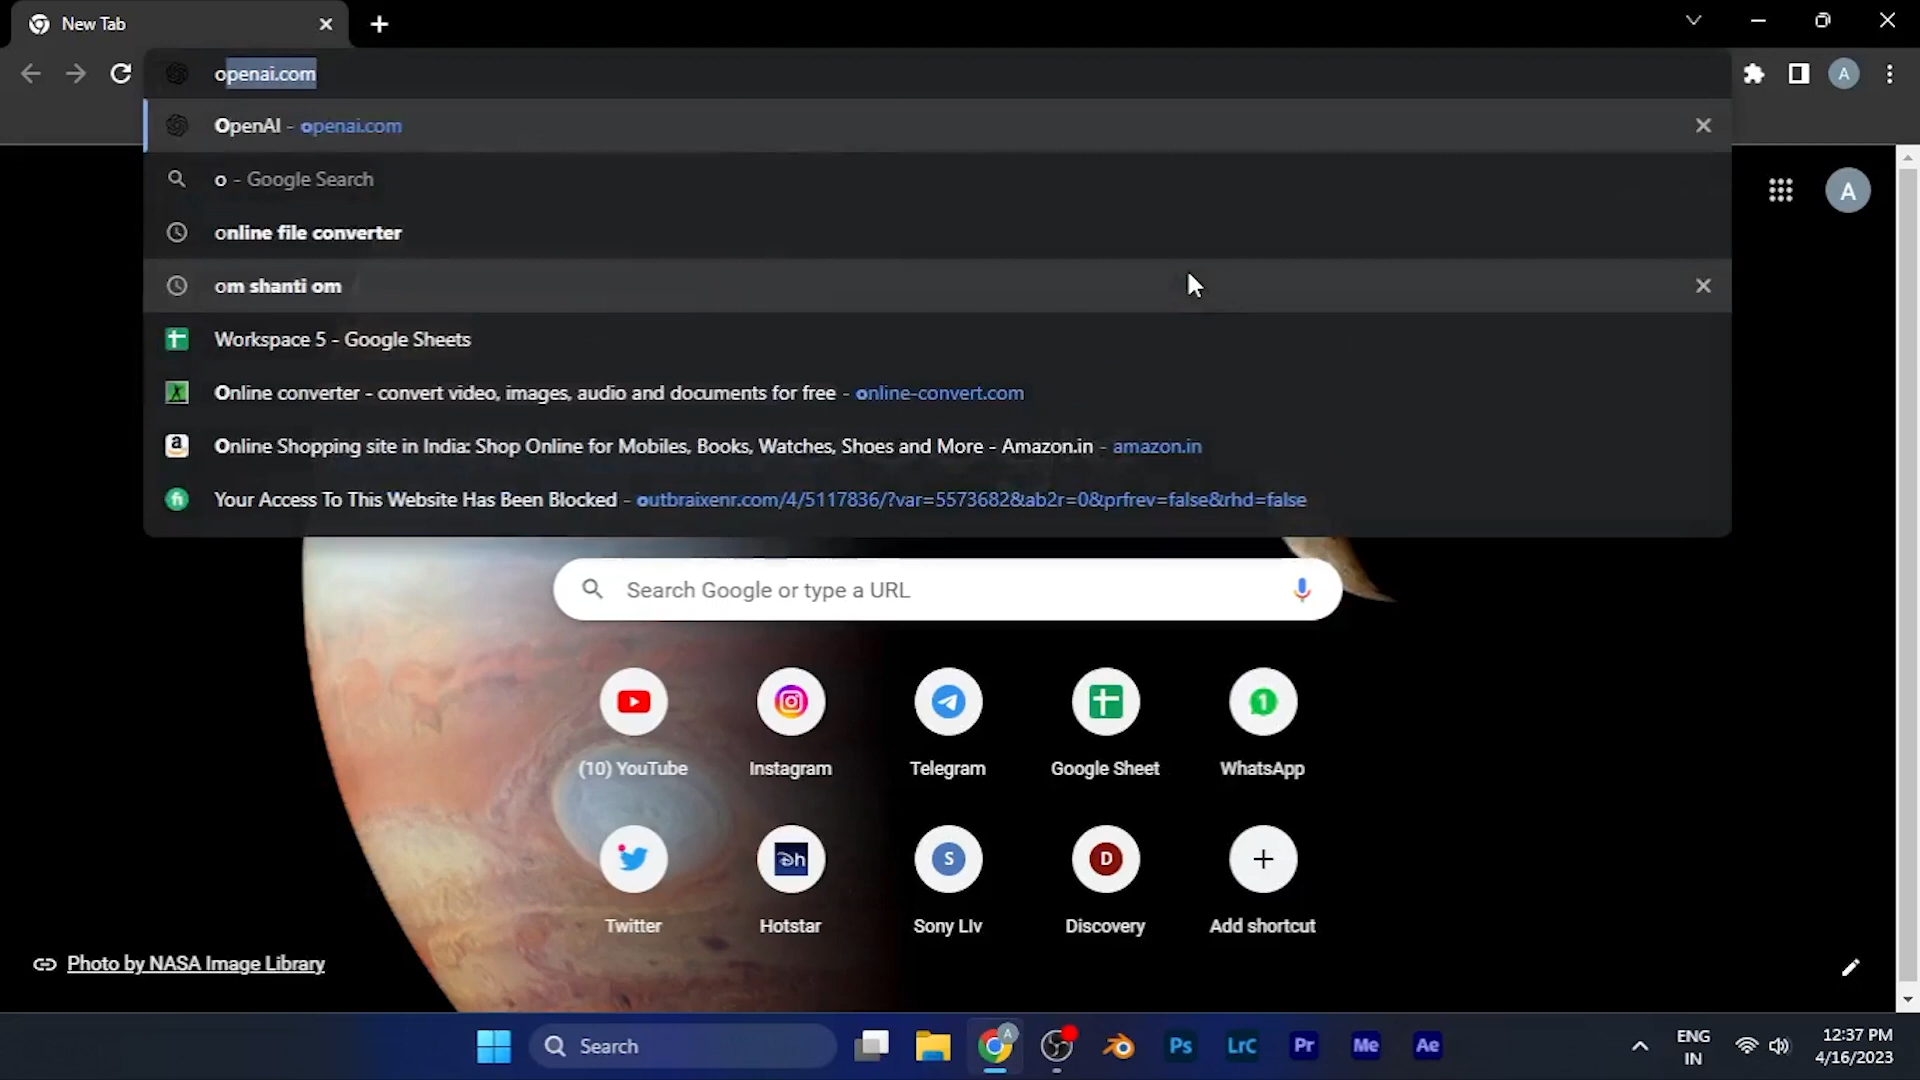 New Tab
openai.com
A
OpenAI - openai.com
o - Google Search
online file converter
om shanti om
Workspace 5 - Google Sheets
Online converter - convert video, images, audio and documents for free - online-convert.com
a Online Shopping site in India: Shop Online for Mobiles, Books, Watches, Shoes and More - Amazon.in - amazon.in
fi Your Access To This Website Has Been Blocked - outbraixenr.com/4/5117836/?var=5573682&ab2r=0&prfrev=false&rhd=false
A
Search Google or type a URL
1
(10) YouTube Instagram Telegram Google Sheet WhatsApp
Dh S D
Twitter Hotstar Sony LIv Discovery Add shortcut
Photo by NASA Image Library
Search A Ps LrC Pr Me Ae
ENG
IN
12:37 PM
4/16/2023